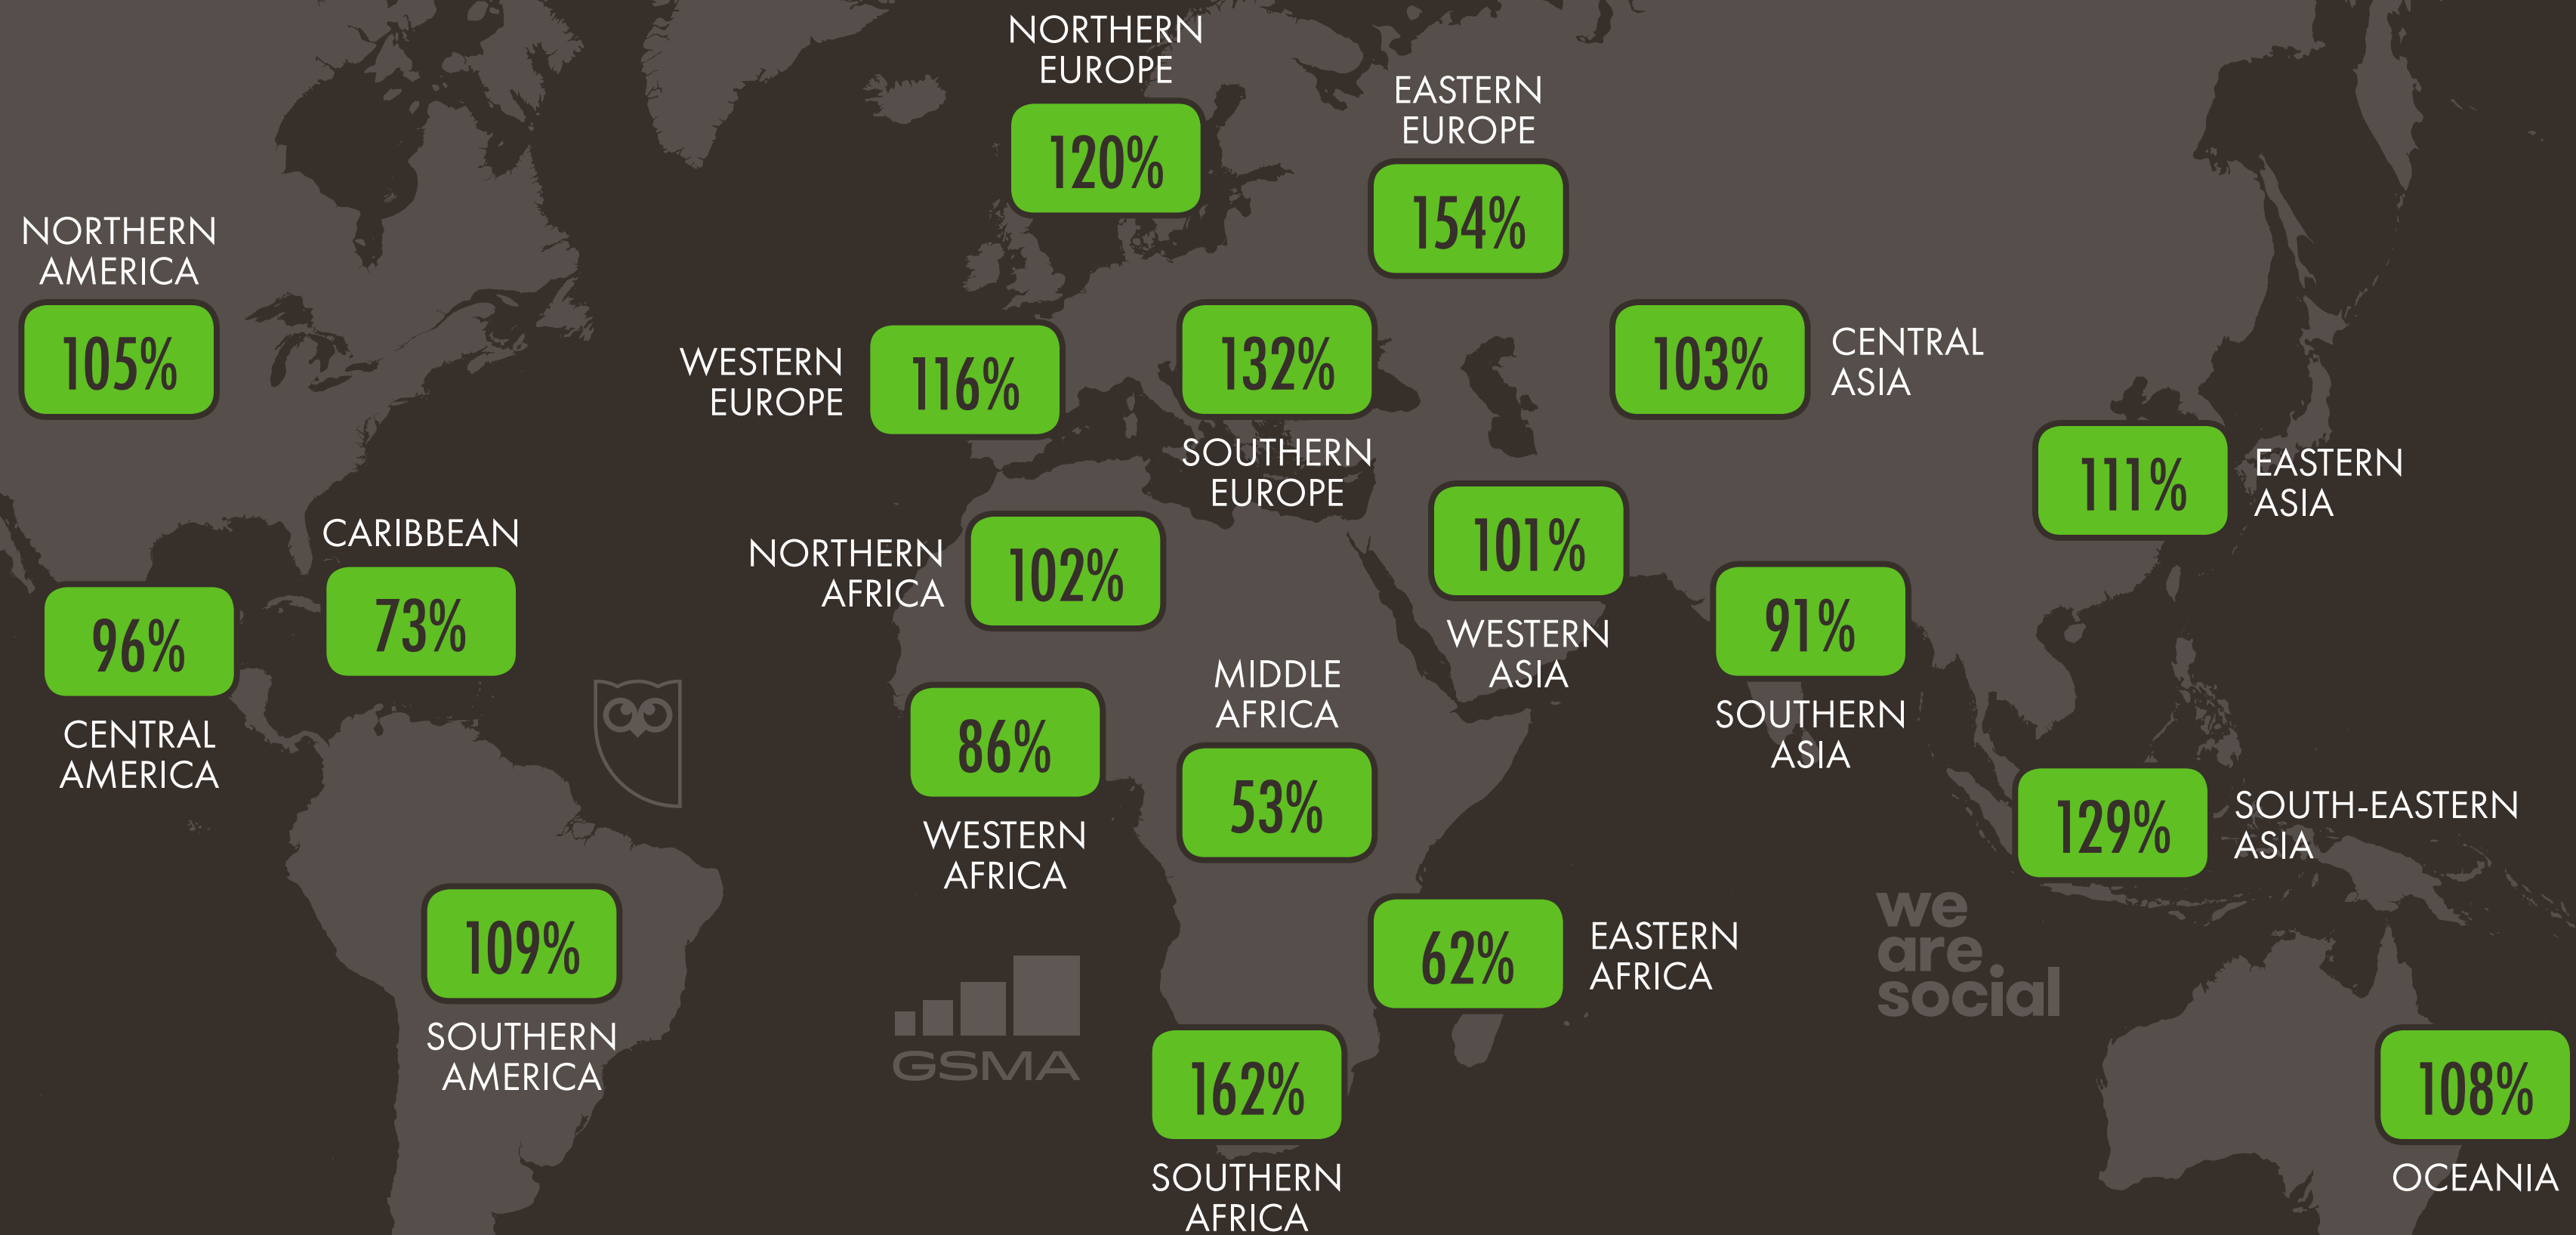 NORTHERN
EUROPE
120%
EASTERN
EUROPE
154%
NORTHERN
AMERICA
105%
WESTERN
EUROPE
116%
132%
SOUTHERN
EUROPE
103%
CENTRAL
ASIA
111%
EASTERN
ASIA
CARIBBEAN
73%
96%
CENTRAL
AMERICA
NORTHERN
AFRICA
102%
101%
WESTERN
ASIA
91%
SOUTHERN
ASIA
86%
WESTERN
AFRICA
MIDDLE
AFRICA
53%
129%
SOUTH-EASTERN
ASIA
109%
SOUTHERN
AMERICA
62%
EASTERN
AFRICA
we
are
social
GSMA
162%
SOUTHERN
AFRICA
108%
OCEANIA